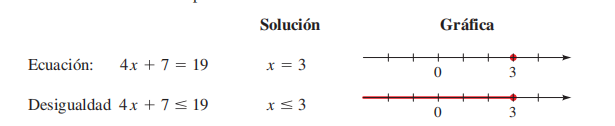 Solución Gráfica
Ecuación: 4x + 7 = 19 x = 3
0 3
Desigualdad 4x + 7 ≤ 19 x ≤ 3
0 3